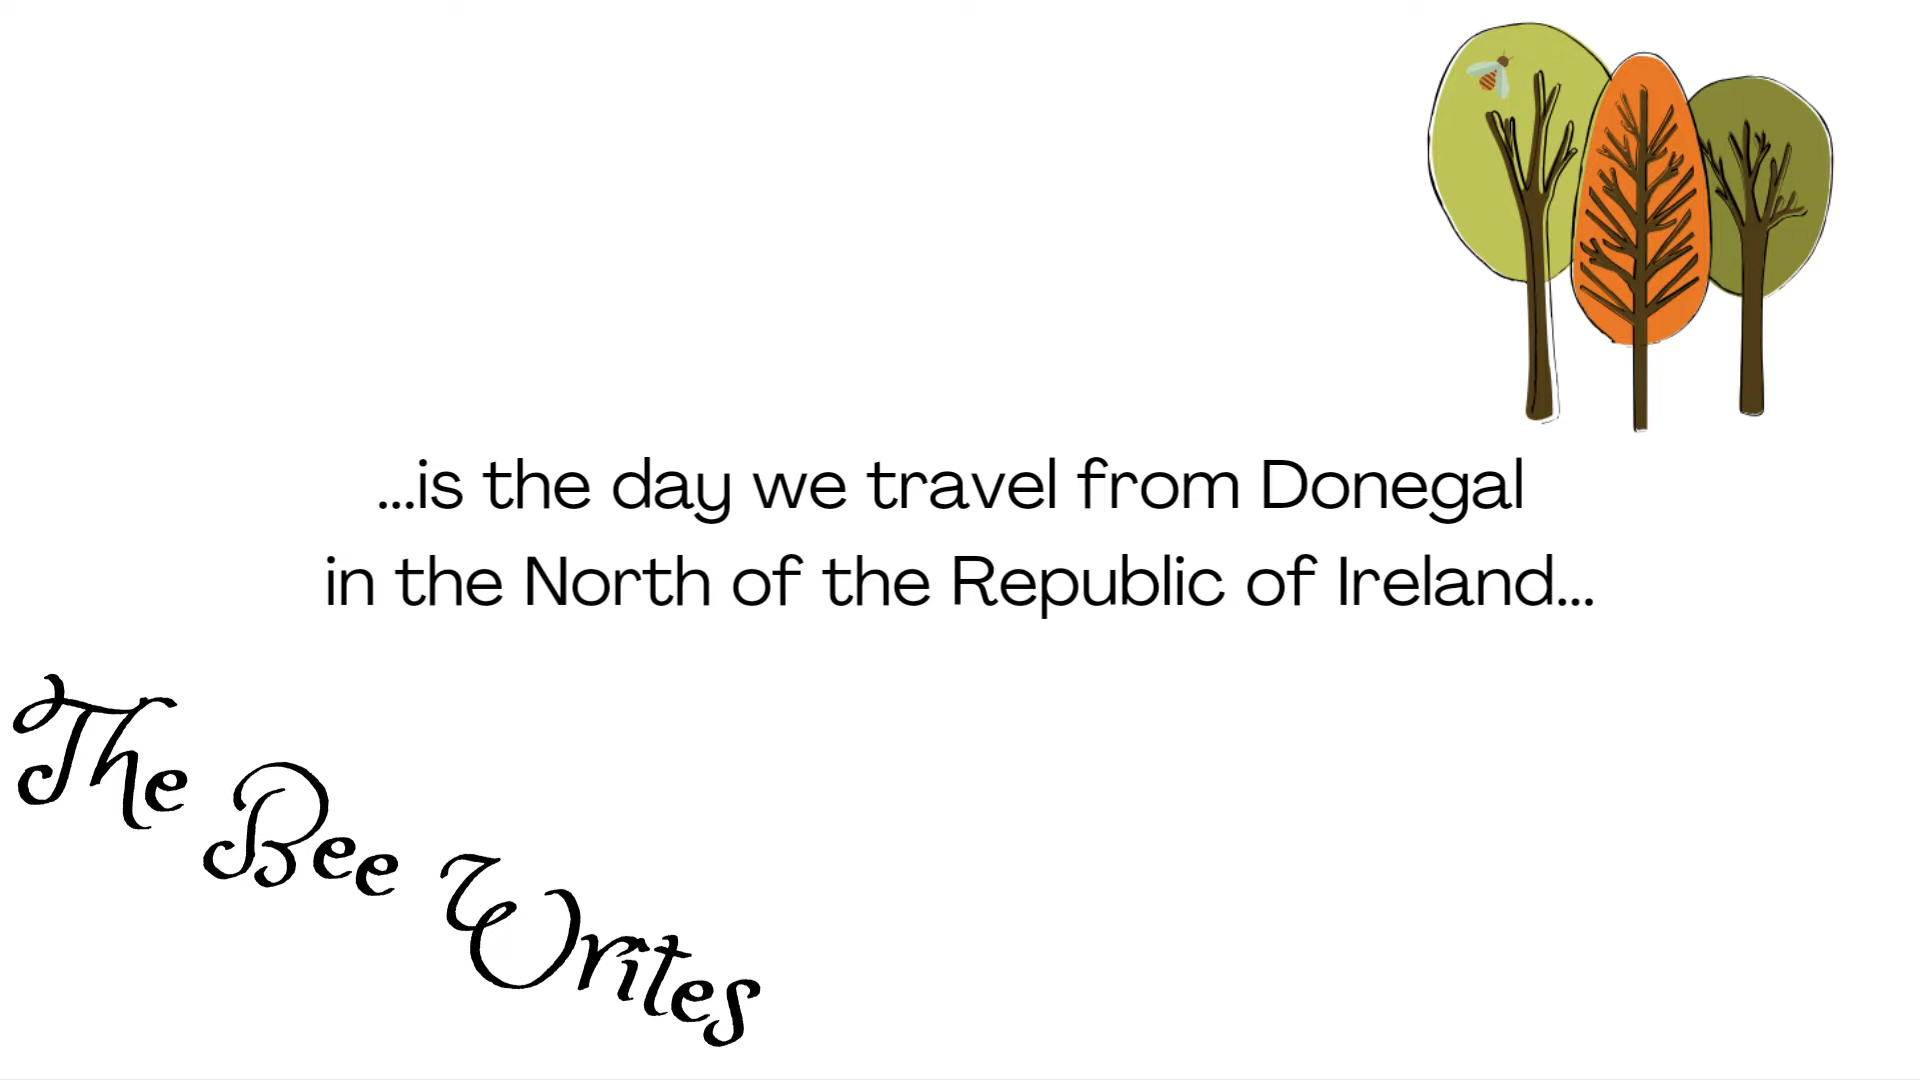 ...is the day we travel from Donegal
in the North of the Republic of Ireland...
The Bee Writes